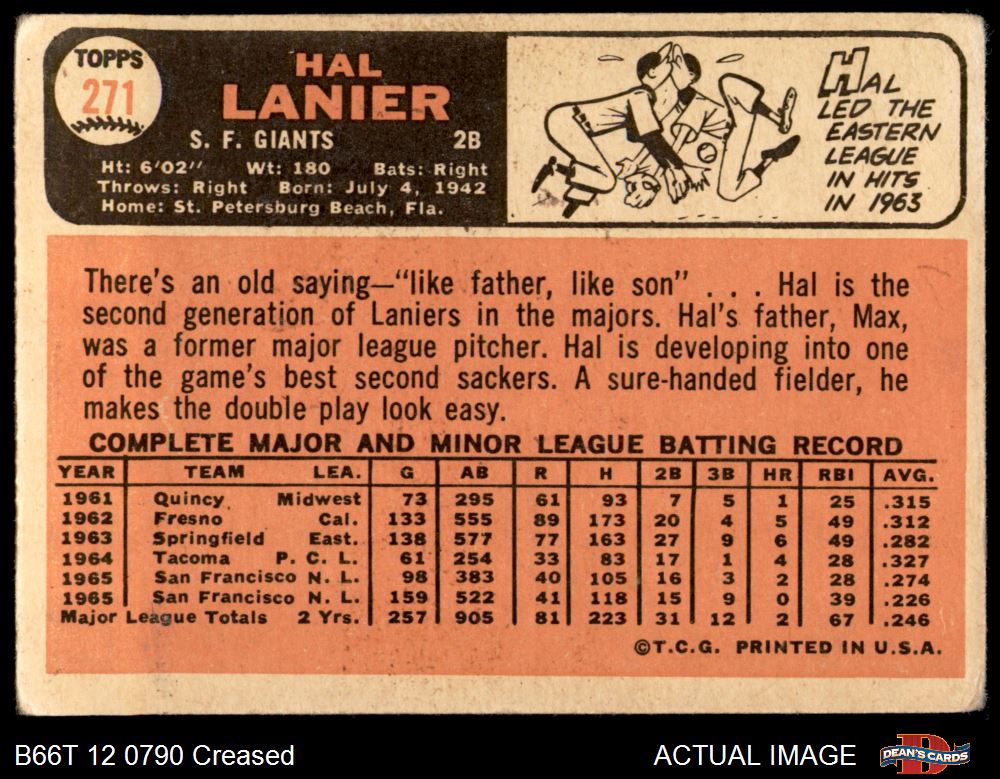 TOPPS
271
HAL
LANIER
S. F. GIANTS 2B
Ht: 6'02" Wt: 180 Bats: Right
Throws: Right Born: July 4, 1942
Home: St. Petersburg Beach, Fla.
HAL
LED THE
EASTERN
LEAGUE
IN HITS
IN 1963
There's an old saying—"like father, like son" . . . Hal is the
second generation of Laniers in the majors. Hal's father, Max,
was a former major league pitcher. Hal is developing into one
of the game's best second sackers. A sure-handed fielder, he
makes the double play look easy.
COMPLETE MAJOR AND MINOR LEAGUE BATTING RECORD
YEAR TEAM LEA. G AB R H 2B 3B HR RBI AVG.
1961 Quincy Midwest 73 295 61 93 7 5 1 25 .315
1962 Fresno Cal. 133 555 89 173 20 4 5 49 .312
1963 Springfield East. 138 577 77 163 27 9 6 49 .282
1964 Tacoma P. C. L. 61 254 33 83 17 1 4 28 .327
1965 San Francisco N. L. 98 383 40 105 16 3 2 28 .274
1965 San Francisco N. L. 159 522 41 118 15 9 0 39 .226
Major League Totals 2 Yrs. 257 905 81 223 31 12 2 67 .246
©T.C.G. PRINTED IN U.S.A.
B66T 12 0790 Creased ACTUAL IMAGE
DEAN'S CARDS